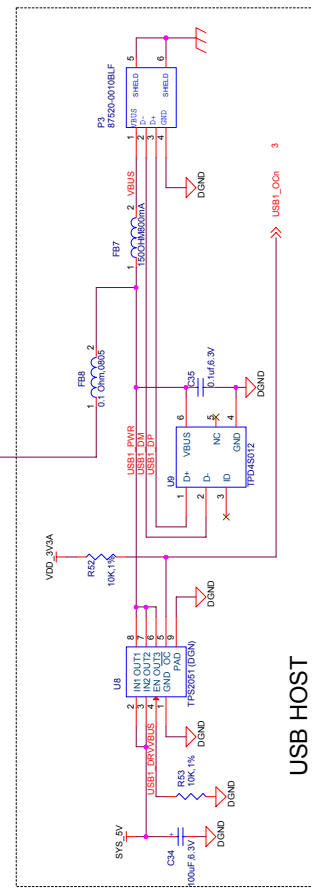 P3
87520-0010BLF
5
6
SHIELD
SHIELD
VBUS
D-
D+
GND
1
2
3
4
DGND
VBUS
2
FB7
150OHM800mA
1
USB1_OCn
3
2
FB8
0.1 Ohm,0805
1
USB1_PWR
USB1_DM
USB1_DP
C35
0.1uf,6.3V
DGND
6
5
4
VBUS
NC
GND
U9
TPD4S012
D+
D-
ID
1
2
3
VDD_3V3A
R52
10K,1%
DGND
8
7
6
5
9
U8
IN1 OUT1
IN2 OUT2
EN OUT3
GND OC
PAD
TPS2051 (DGN)
2
3
4
1
USB1_DRVVBUS
DGND
R53
10K,1%
DGND
SYS_5V
+
C34
100uF,6.3V
DGND
USB HOST